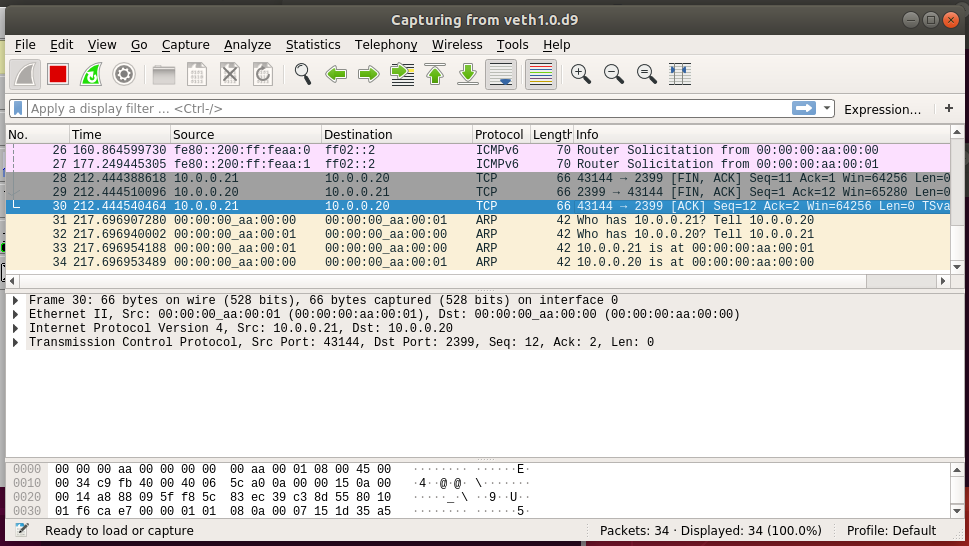 Capturing from veth1.0.d9
File Edit View Go Capture Analyze Statistics Telephony Wireless Tools Help
Apply a display filter … <Ctrl-/> Expression… +
No. Time Source Destination Protocol Length Info
26 160.864599730 fe80::200:ff:feaa:0 ff02::2 ICMPv6 70 Router Solicitation from 00:00:00:aa:00:00
27 177.249445305 fe80::200:ff:feaa:1 ff02::2 ICMPv6 70 Router Solicitation from 00:00:00:aa:00:01
28 212.444388618 10.0.0.21 10.0.0.20 TCP 66 43144 → 2399 [FIN, ACK] Seq=11 Ack=1 Win=64256 Len=0
29 212.444510096 10.0.0.20 10.0.0.21 TCP 66 2399 → 43144 [FIN, ACK] Seq=1 Ack=12 Win=65280 Len=0
30 212.444540464 10.0.0.21 10.0.0.20 TCP 66 43144 → 2399 [ACK] Seq=12 Ack=2 Win=64256 Len=0 TSva
31 217.696907280 00:00:00_aa:00:00 00:00:00_aa:00:01 ARP 42 Who has 10.0.0.21? Tell 10.0.0.20
32 217.696940002 00:00:00_aa:00:01 00:00:00_aa:00:00 ARP 42 Who has 10.0.0.20? Tell 10.0.0.21
33 217.696954188 00:00:00_aa:00:01 00:00:00_aa:00:00 ARP 42 10.0.0.21 is at 00:00:00:aa:00:01
34 217.696953489 00:00:00_aa:00:00 00:00:00_aa:00:01 ARP 42 10.0.0.20 is at 00:00:00:aa:00:00
Frame 30: 66 bytes on wire (528 bits), 66 bytes captured (528 bits) on interface 0
Ethernet II, Src: 00:00:00_aa:00:01 (00:00:00:aa:00:01), Dst: 00:00:00_aa:00:00 (00:00:00:aa:00:00)
Internet Protocol Version 4, Src: 10.0.0.21, Dst: 10.0.0.20
Transmission Control Protocol, Src Port: 43144, Dst Port: 2399, Seq: 12, Ack: 2, Len: 0
0000 00 00 00 aa 00 00 00 00 00 aa 00 01 08 00 45 00 ········ ······E·
0010 00 34 c9 fb 40 00 40 06 5c a0 0a 00 00 15 0a 00 ·4··@·@· \·······
0020 00 14 a8 88 09 5f f8 5c 83 ec 39 c3 8d 55 80 10 ·····_·\ ··9··U··
0030 01 f6 ca e7 00 00 01 01 08 0a 00 07 15 1d 35 a5 ········ ······5·
Ready to load or capture Packets: 34 · Displayed: 34 (100.0%) Profile: Default